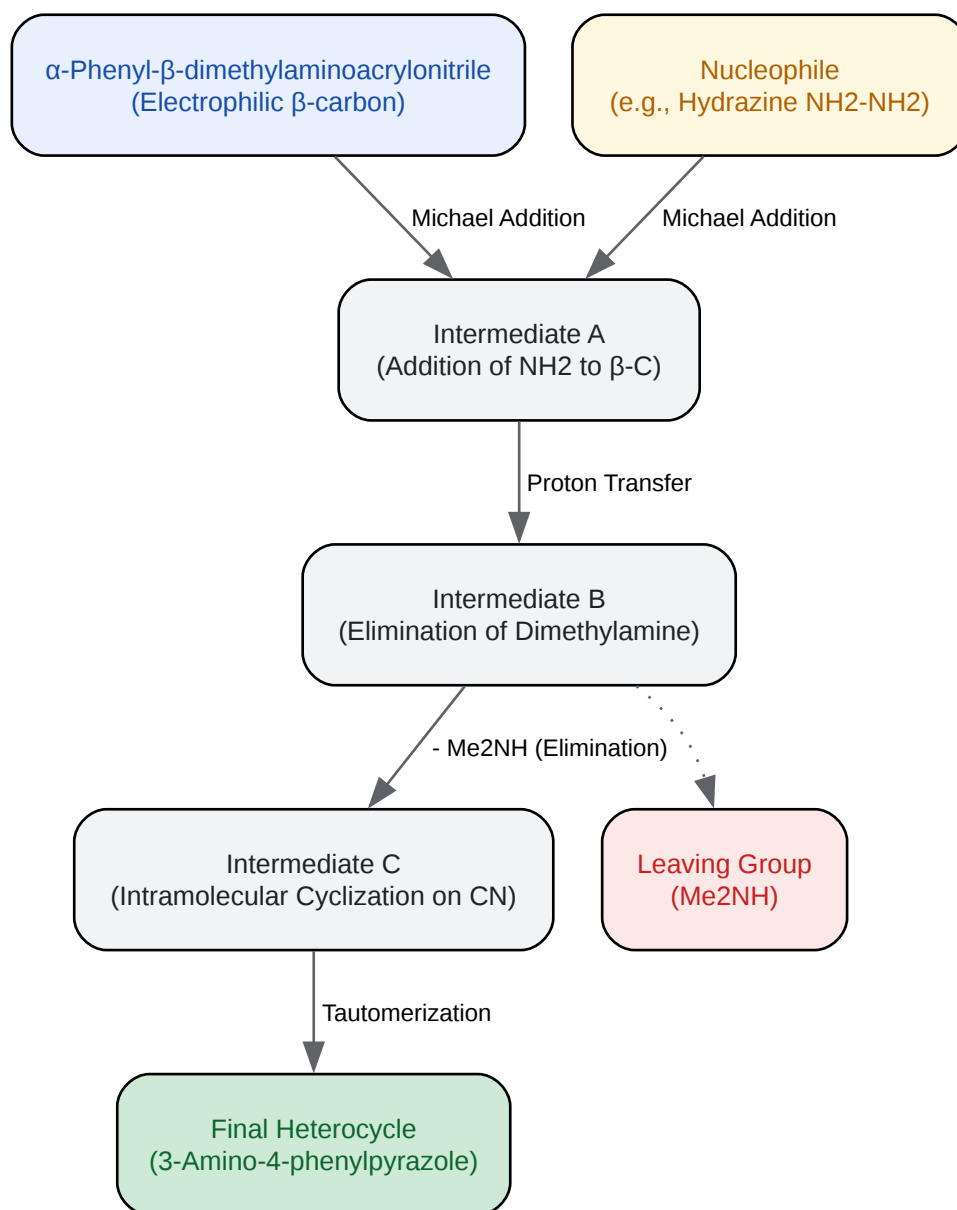 α-Phenyl-β-dimethylaminoacrylonitrile
(Electrophilic β-carbon)
Nucleophile
(e.g., Hydrazine NH2-NH2)
Michael Addition
Michael Addition
Intermediate A
(Addition of NH2 to β-C)
Proton Transfer
Intermediate B
(Elimination of Dimethylamine)
- Me2NH (Elimination)
Intermediate C
(Intramolecular Cyclization on CN)
Leaving Group
(Me2NH)
Tautomerization
Final Heterocycle
(3-Amino-4-phenylpyrazole)